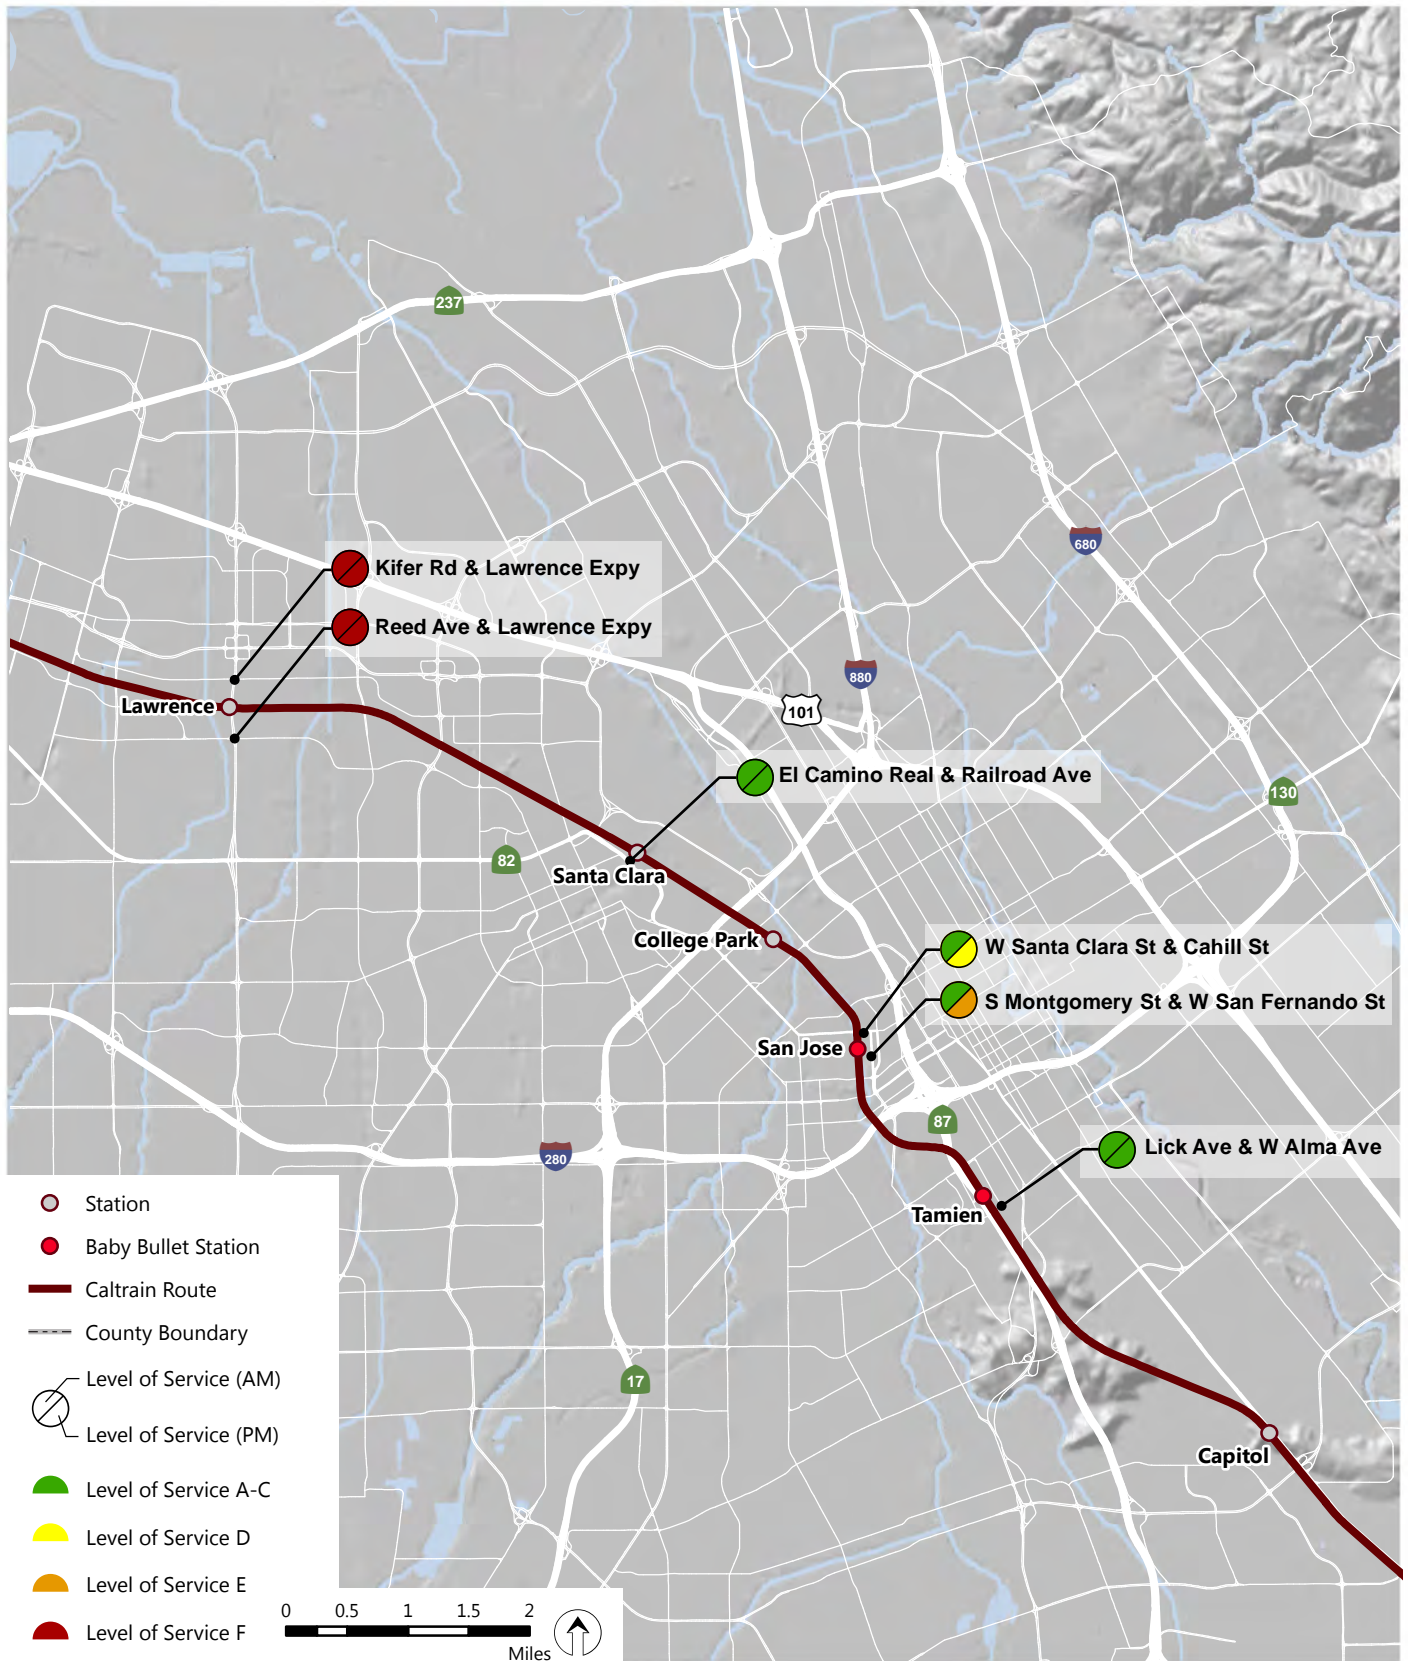 237
680
Kifer Rd & Lawrence Expy
Reed Ave & Lawrence Expy
880
Lawrence
101
El Camino Real & Railroad Ave
130
82
Santa Clara
College Park
W Santa Clara St & Cahill St
S Montgomery St & W San Fernando St
San Jose
87
280
Lick Ave & W Alma Ave
Tamien
17
Capitol
Station
Baby Bullet Station
Caltrain Route
County Boundary
Level of Service (AM)
Level of Service (PM)
Level of Service A-C
Level of Service D
Level of Service E
Level of Service F
0 0.5 1 1.5 2
Miles